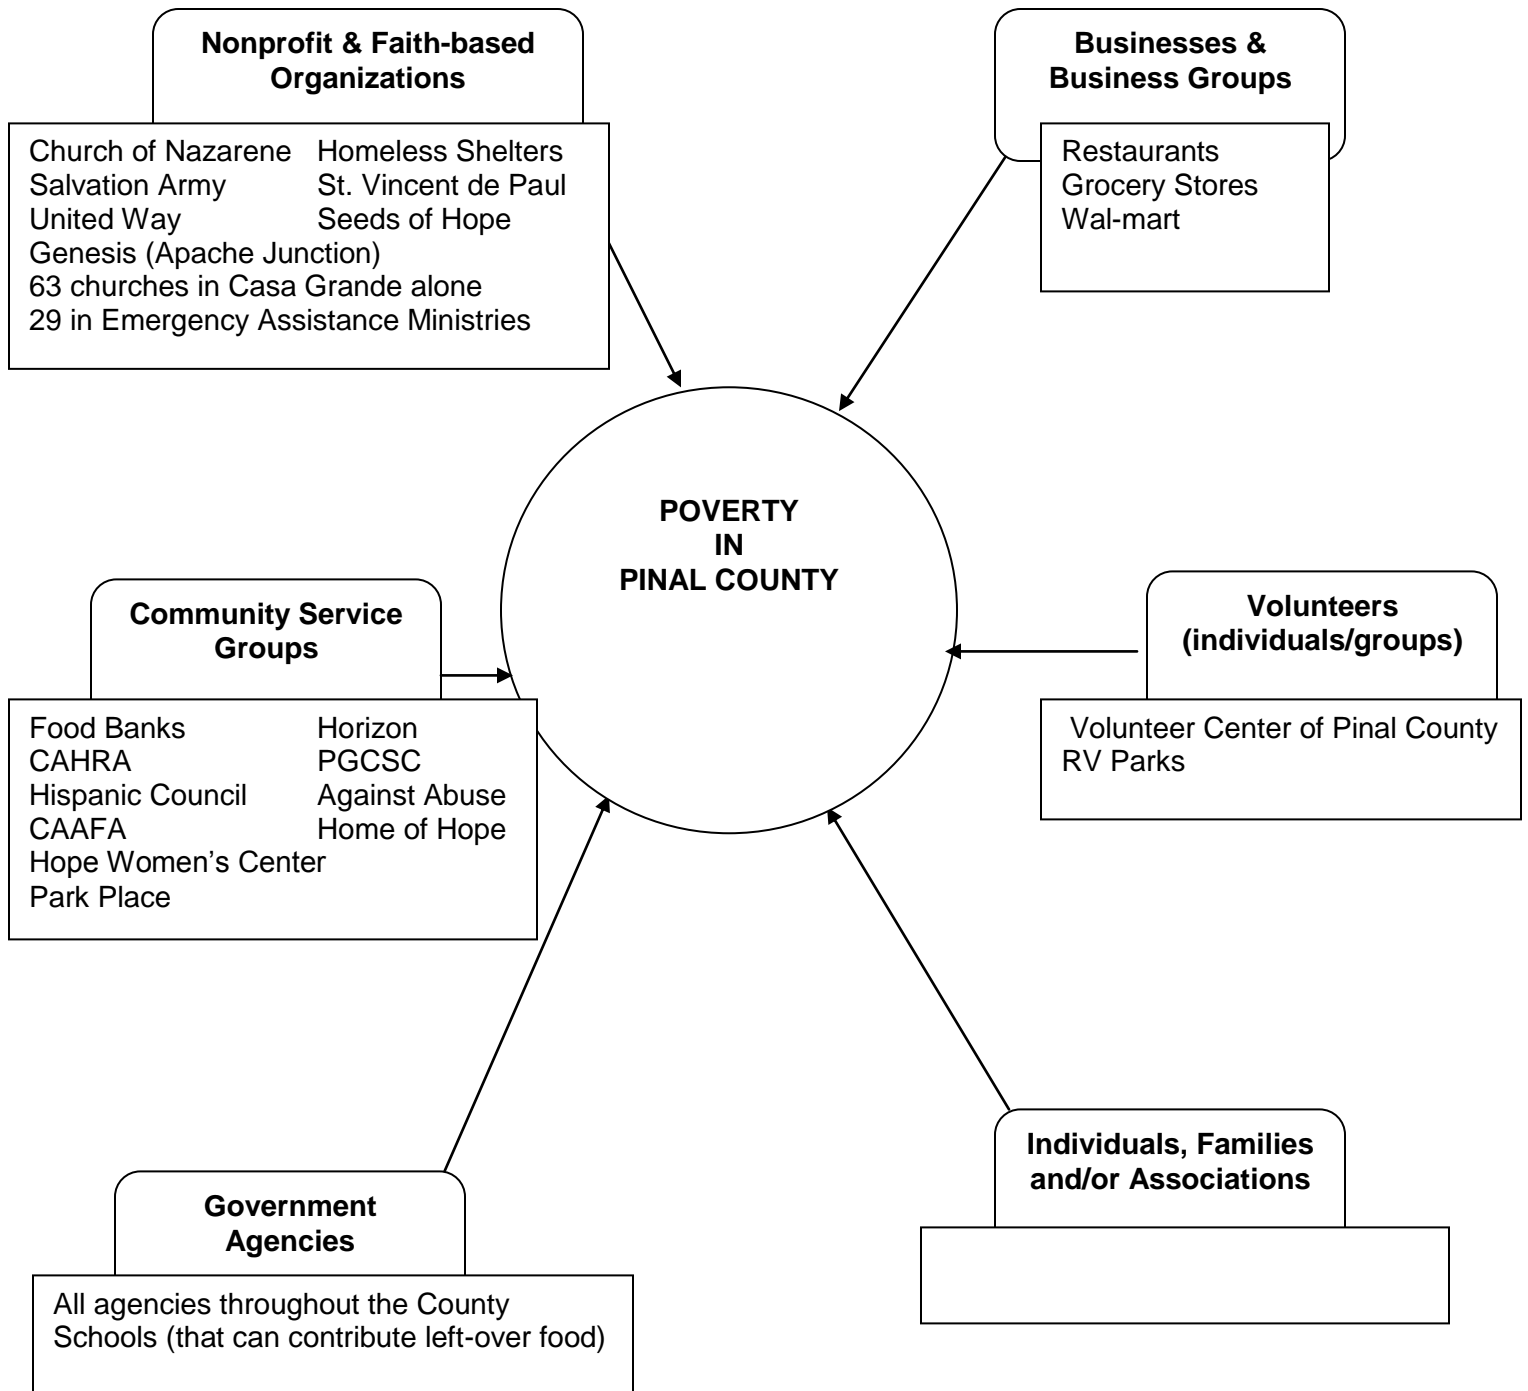 Nonprofit & Faith-based
Organizations
Church of Nazarene Homeless Shelters
Salvation Army St. Vincent de Paul
United Way Seeds of Hope
Genesis (Apache Junction)
63 churches in Casa Grande alone
29 in Emergency Assistance Ministries
Businesses &
Business Groups
Restaurants
Grocery Stores
Wal-mart
POVERTY
IN
PINAL COUNTY
Community Service
Groups
Food Banks Horizon
CAHRA PGCSC
Hispanic Council Against Abuse
CAAFA Home of Hope
Hope Women’s Center
Park Place
Volunteers
(individuals/groups)
Volunteer Center of Pinal County
RV Parks
Government
Agencies
All agencies throughout the County
Schools (that can contribute left-over food)
Individuals, Families
and/or Associations